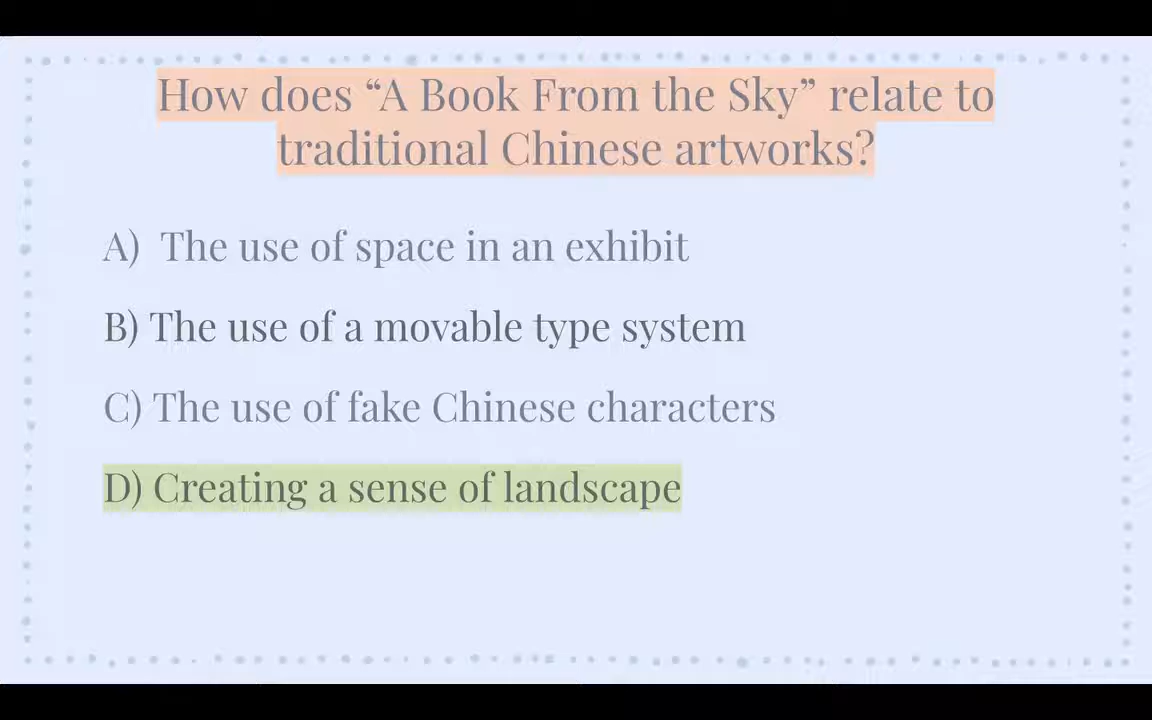 How does “A Book From the Sky” relate to
traditional Chinese artworks?
A) The use of space in an exhibit
B) The use of a movable type system
C) The use of fake Chinese characters
D) Creating a sense of landscape